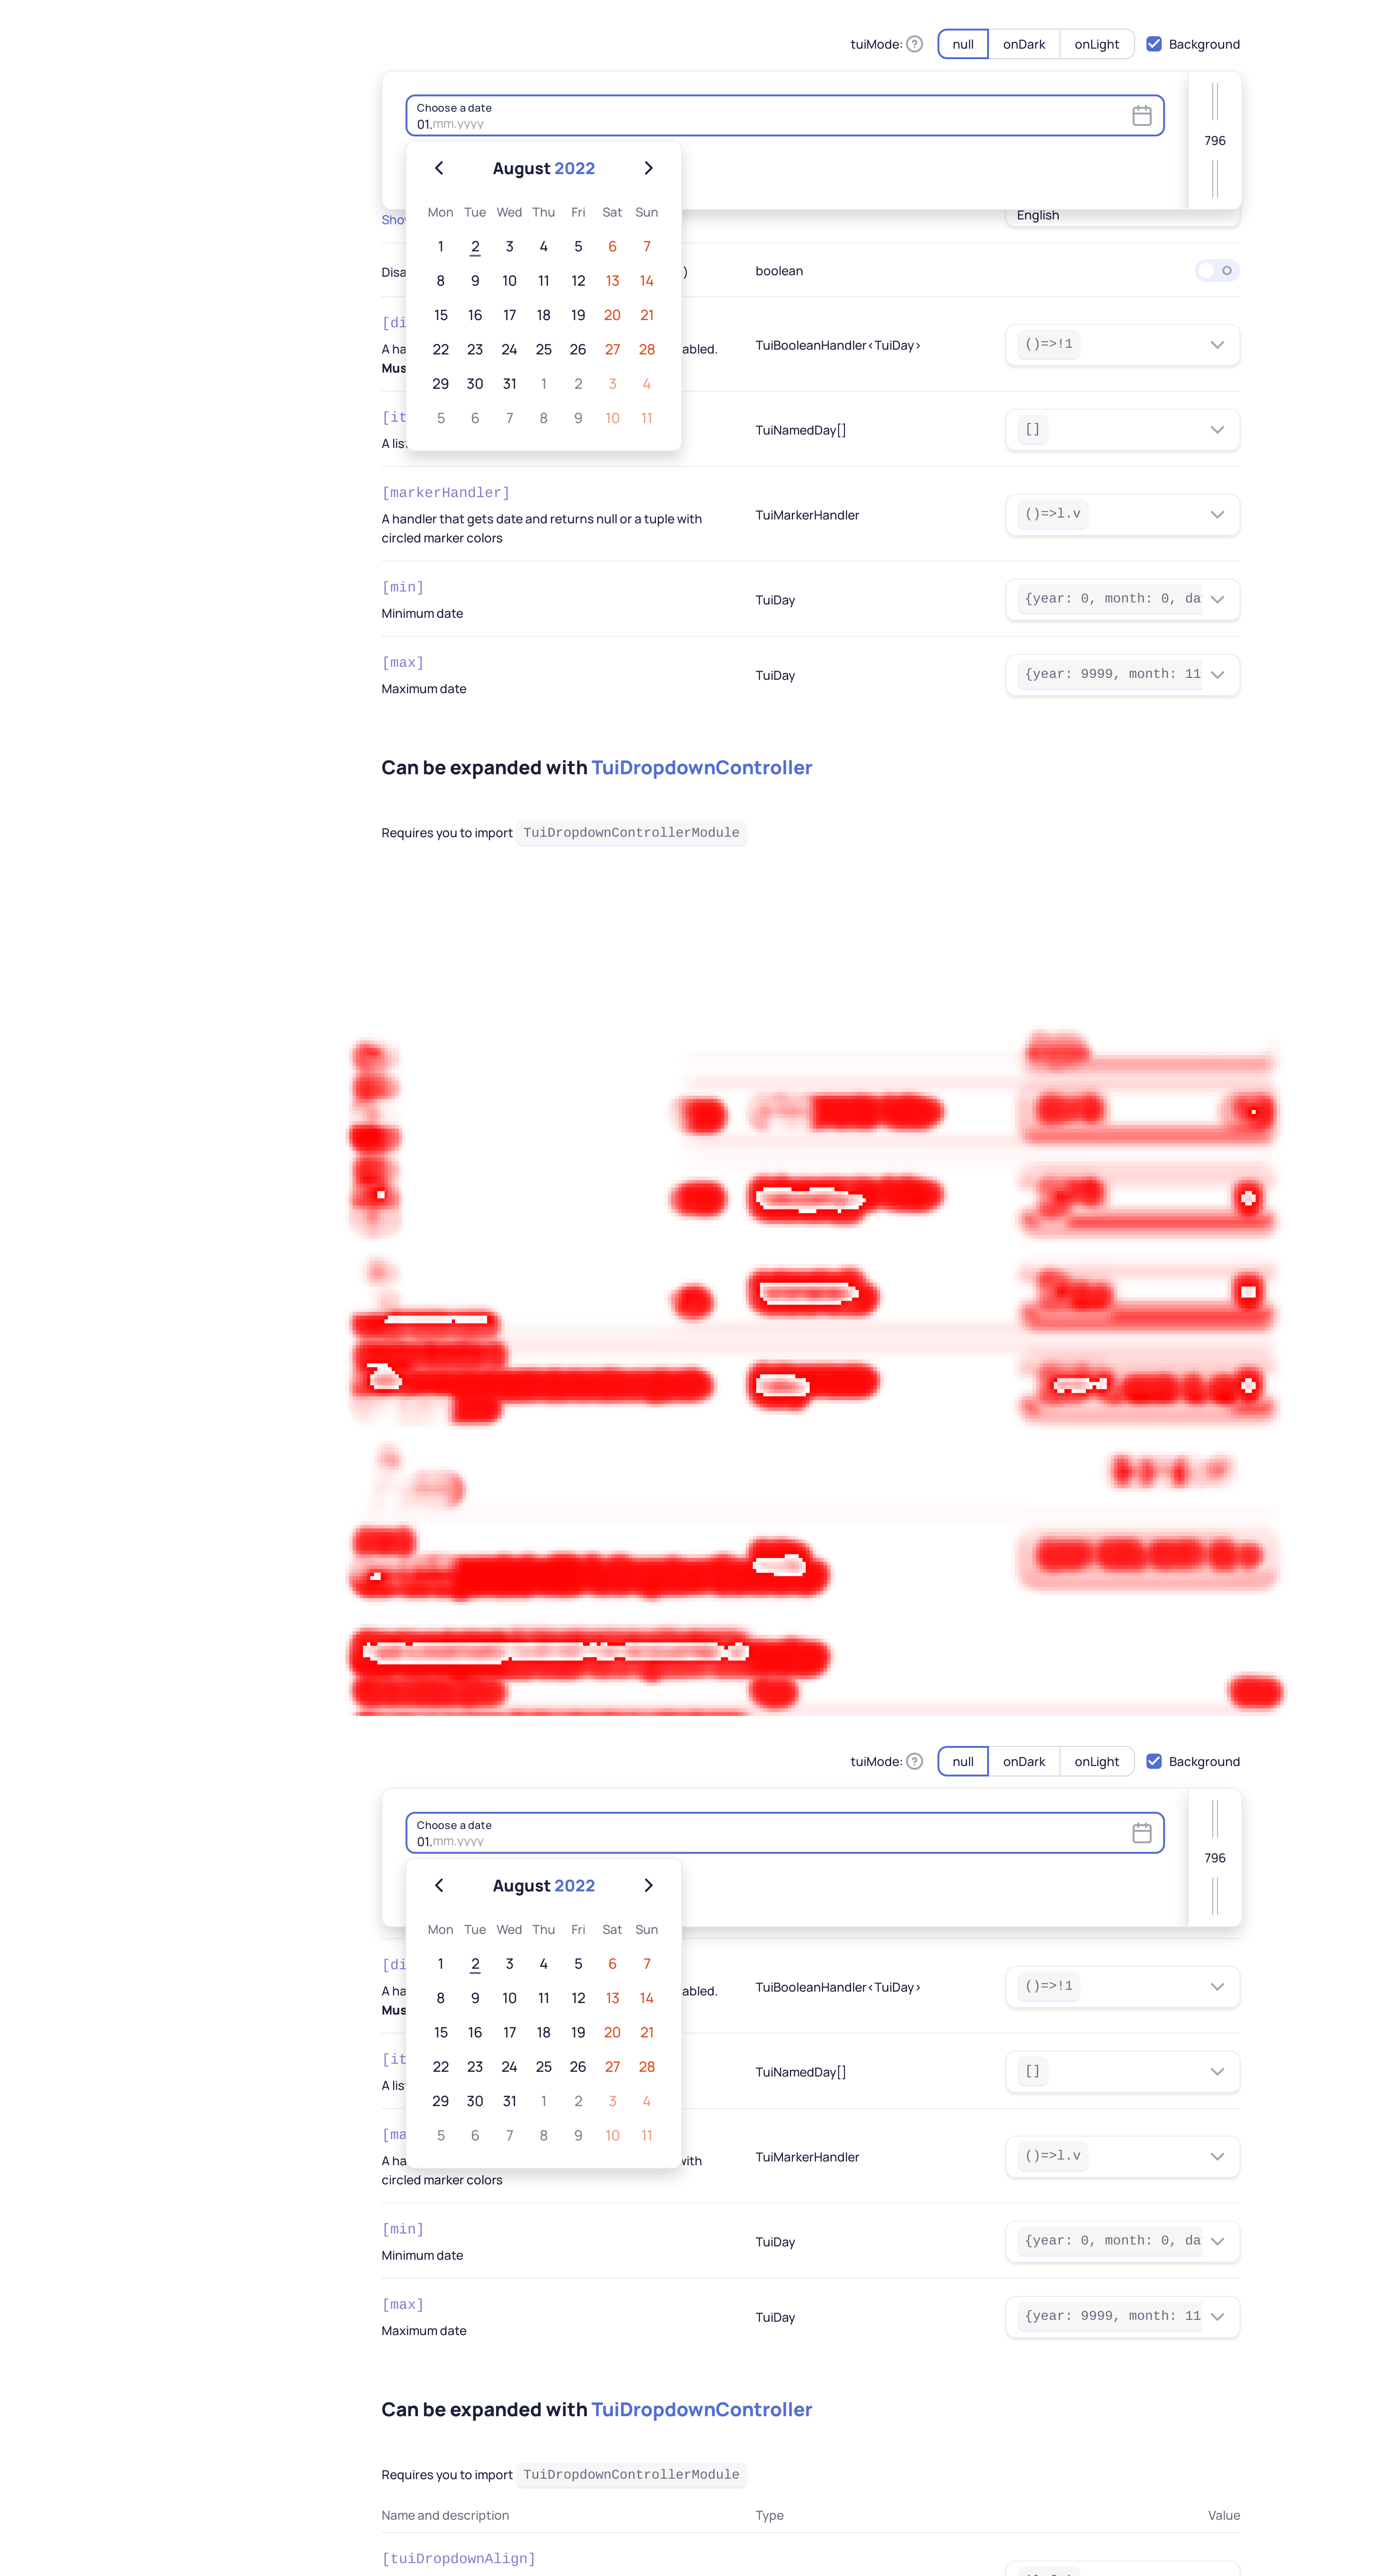 tuiMode: ? null onDark onLight Background
Choose a date
01.mm.yyyy
796
August 2022
Mon Tue Wed Thu Fri Sat Sun
English
1 2 3 4 5 6 7
Disa ) boolean
8 9 10 11 12 13 14
15 16 17 18 19 20 21
[di
A ha abled. TuiBooleanHandler<TuiDay> ()=>!1
22 23 24 25 26 27 28
Mus
29 30 31 1 2 3 4
[it
5 6 7 8 9 10 11
TuiNamedDay[] []
A list
[markerHandler]
A handler that gets date and returns null or a tuple with
circled marker colors
TuiMarkerHandler ()=>l.v
[min]
Minimum date
TuiDay {year: 0, month: 0, da
[max]
Maximum date
TuiDay {year: 9999, month: 11
Can be expanded with TuiDropdownController
Requires you to import TuiDropdownControllerModule
tuiMode: ? null onDark onLight Background
Choose a date
01.mm.yyyy
796
August 2022
Mon Tue Wed Thu Fri Sat Sun
1 2 3 4 5 6 7
[di
A ha abled. TuiBooleanHandler<TuiDay> ()=>!1
8 9 10 11 12 13 14
Mus
15 16 17 18 19 20 21
[it
22 23 24 25 26 27 28
TuiNamedDay[] []
A list
29 30 31 1 2 3 4
[ma
5 6 7 8 9 10 11
A ha with
circled marker colors
TuiMarkerHandler ()=>l.v
[min]
Minimum date
TuiDay {year: 0, month: 0, da
[max]
Maximum date
TuiDay {year: 9999, month: 11
Can be expanded with TuiDropdownController
Requires you to import TuiDropdownControllerModule
Name and description Type Value
[tuiDropdownAlign]